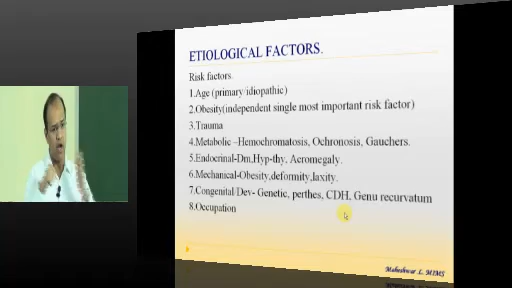 ETIOLOGICAL FACTORS.
Risk factors.
1.Age (primary/idiopathic)
2.Obesity(independent single most important risk factor)
3.Trauma
4.Metabolic –Hemochromatosis, Ochronosis, Gauchers.
5.Endocrinal-Dm,Hyp-thy, Acromegaly.
6.Mechanical-Obesity,deformity,laxity.
7.Congenital/Dev- Genetic, perthes, CDH, Genu recurvatum
8.Occupation
Maheshwar .L. MIMS